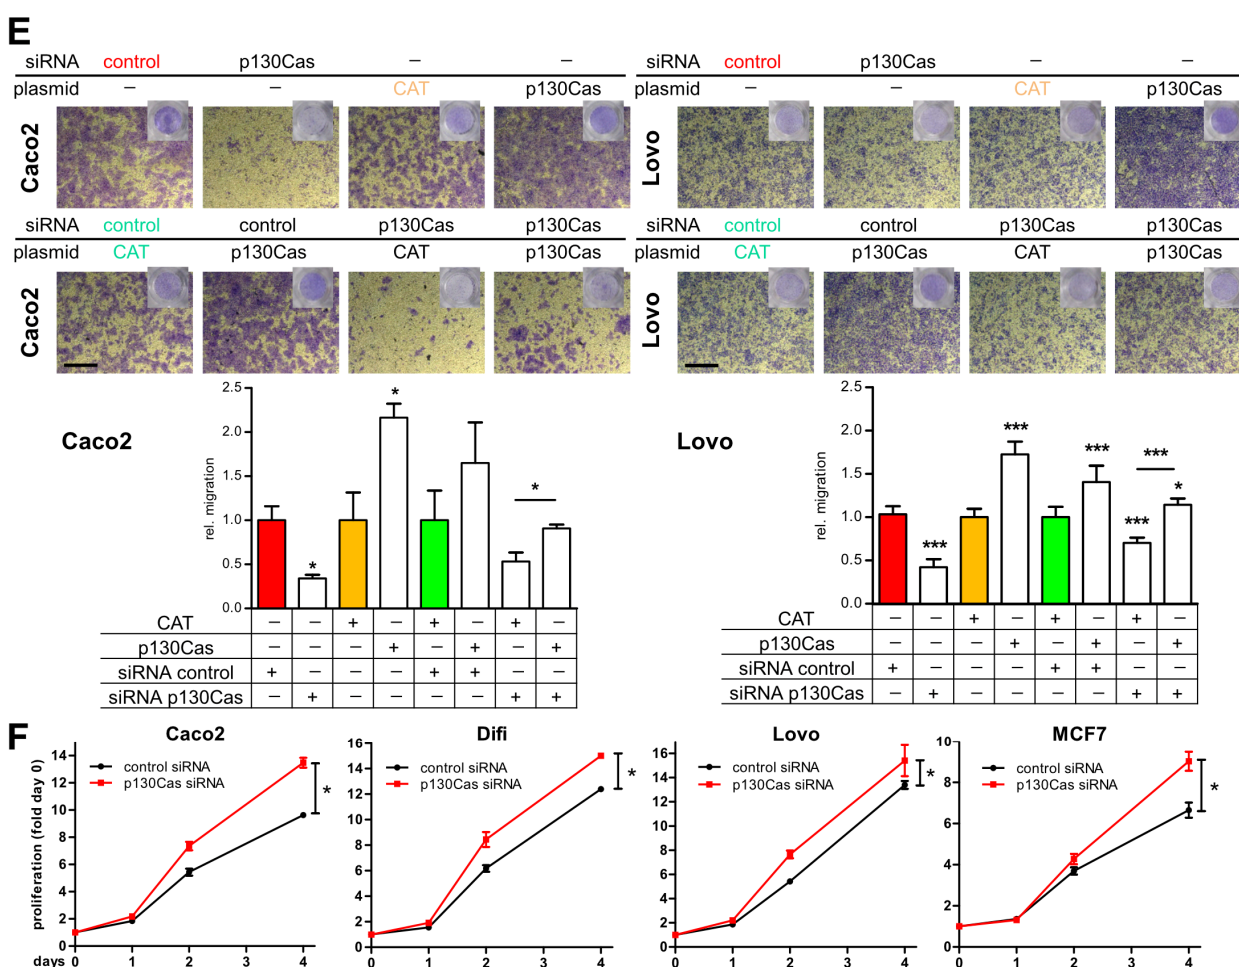 E
siRNA control p130Cas – – siRNA control p130Cas – –
plasmid – – CAT p130Cas plasmid – – CAT p130Cas
Caco2 Lovo
siRNA control control p130Cas p130Cas siRNA control control p130Cas p130Cas
plasmid CAT p130Cas CAT p130Cas plasmid CAT p130Cas CAT p130Cas
Caco2 Lovo
Caco2
rel. migration
2.5
2.0
1.5
1.0
0.5
0.0
* * *
CAT – – + – + – + –
p130Cas – – – + – + – +
siRNA control + – – – + + – –
siRNA p130Cas – + – – – – + +
Lovo
rel. migration
2.5
2.0
1.5
1.0
0.5
0.0
*** *** *** *** *** *
CAT – – + – + – + –
p130Cas – – – + – + – +
siRNA control + – – – + + – –
siRNA p130Cas – + – – – – + +
F
proliferation (fold day 0)
Caco2
14
12
10
8
6
4
2
0
control siRNA
p130Cas siRNA
*
days 0 1 2 3 4
Difi
16
14
12
10
8
6
4
2
0
control siRNA
p130Cas siRNA
*
0 1 2 3 4
Lovo
16
14
12
10
8
6
4
2
0
control siRNA
p130Cas siRNA
*
0 1 2 3 4
MCF7
10
8
6
4
2
0
control siRNA
p130Cas siRNA
*
0 1 2 3 4